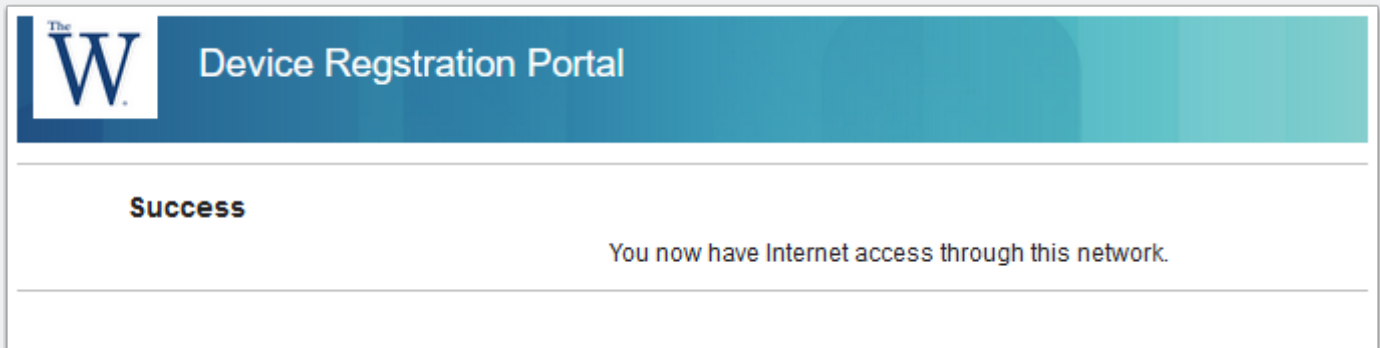 The
W
Device Regstration Portal
Success
You now have Internet access through this network.